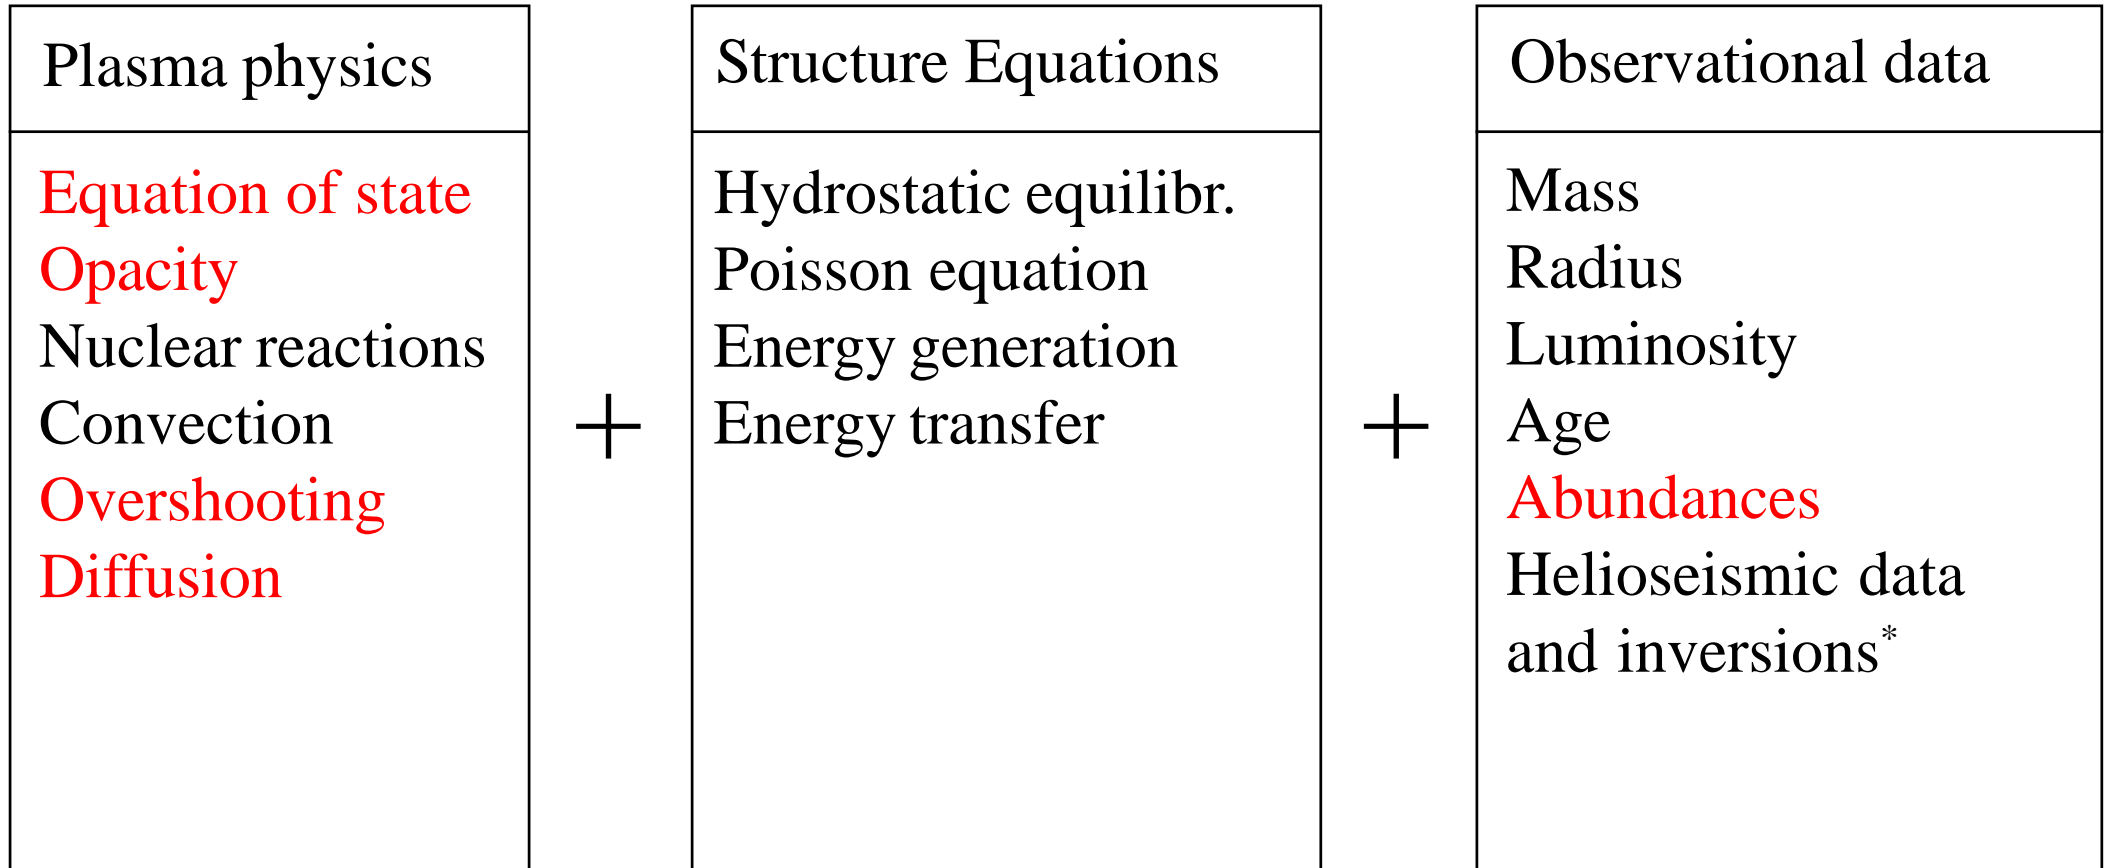 Plasma physics
Equation of state
Opacity
Nuclear reactions
Convection
Overshooting
Diffusion
+
Structure Equations
Hydrostatic equilibr.
Poisson equation
Energy generation
Energy transfer
+
Observational data
Mass
Radius
Luminosity
Age
Abundances
Helioseismic data
and inversions*